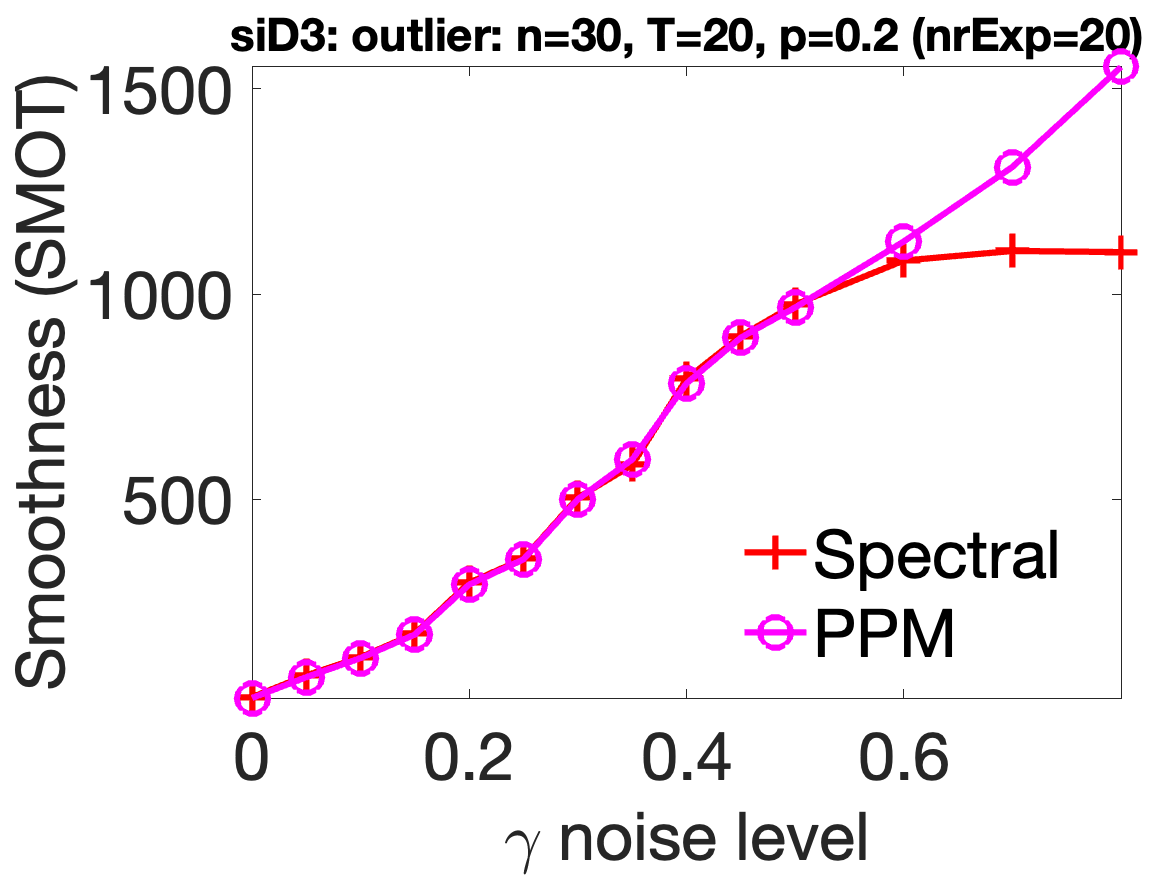 siD3: outlier: n=30, T=20, p=0.2 (nrExp=20)
Smoothness (SMOT)
1500
1000
500
Spectral
PPM
0 0.2 0.4 0.6
γ noise level